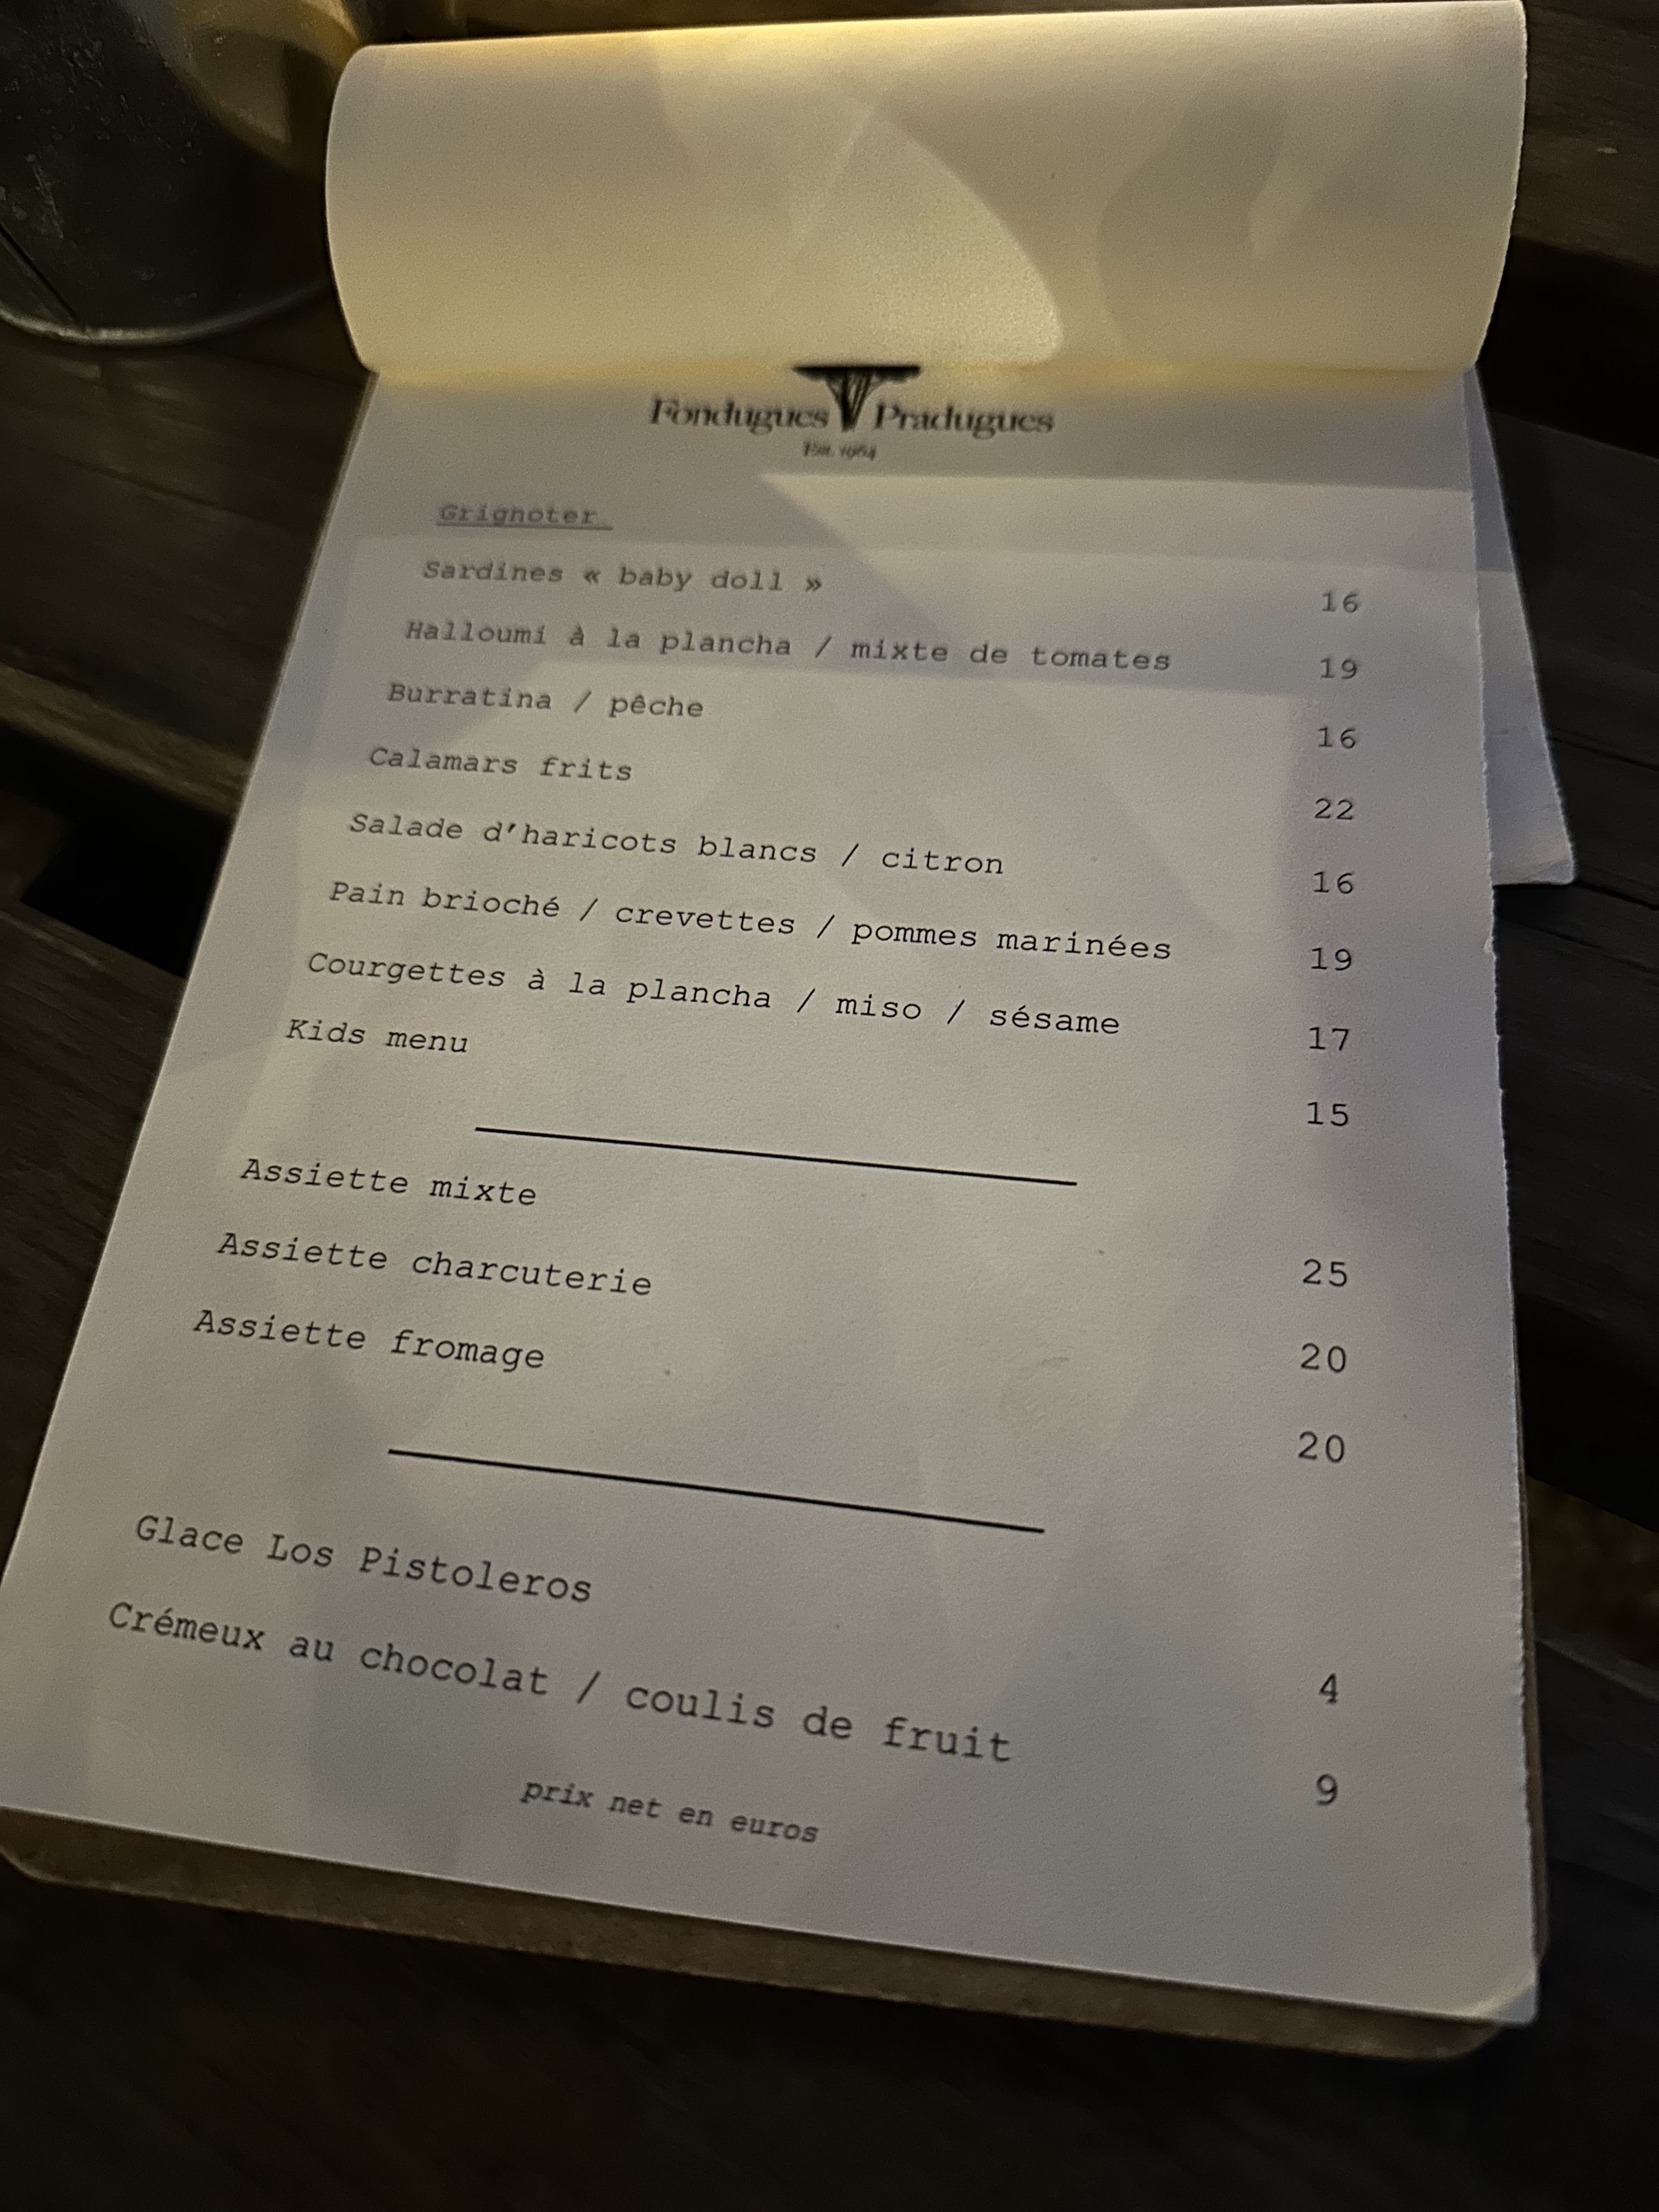 Fondugues Pradugues
Est. 1964
Grignoter
Sardines « baby doll » 16
Halloumi à la plancha / mixte de tomates 19
Burratina / pêche 16
Calamars frits 22
Salade d’haricots blancs / citron 16
Pain brioché / crevettes / pommes marinées 19
Courgettes à la plancha / miso / sésame 17
Kids menu 15
Assiette mixte 25
Assiette charcuterie 20
Assiette fromage 20
Glace Los Pistoleros 4
Crémeux au chocolat / coulis de fruit 9
prix net en euros